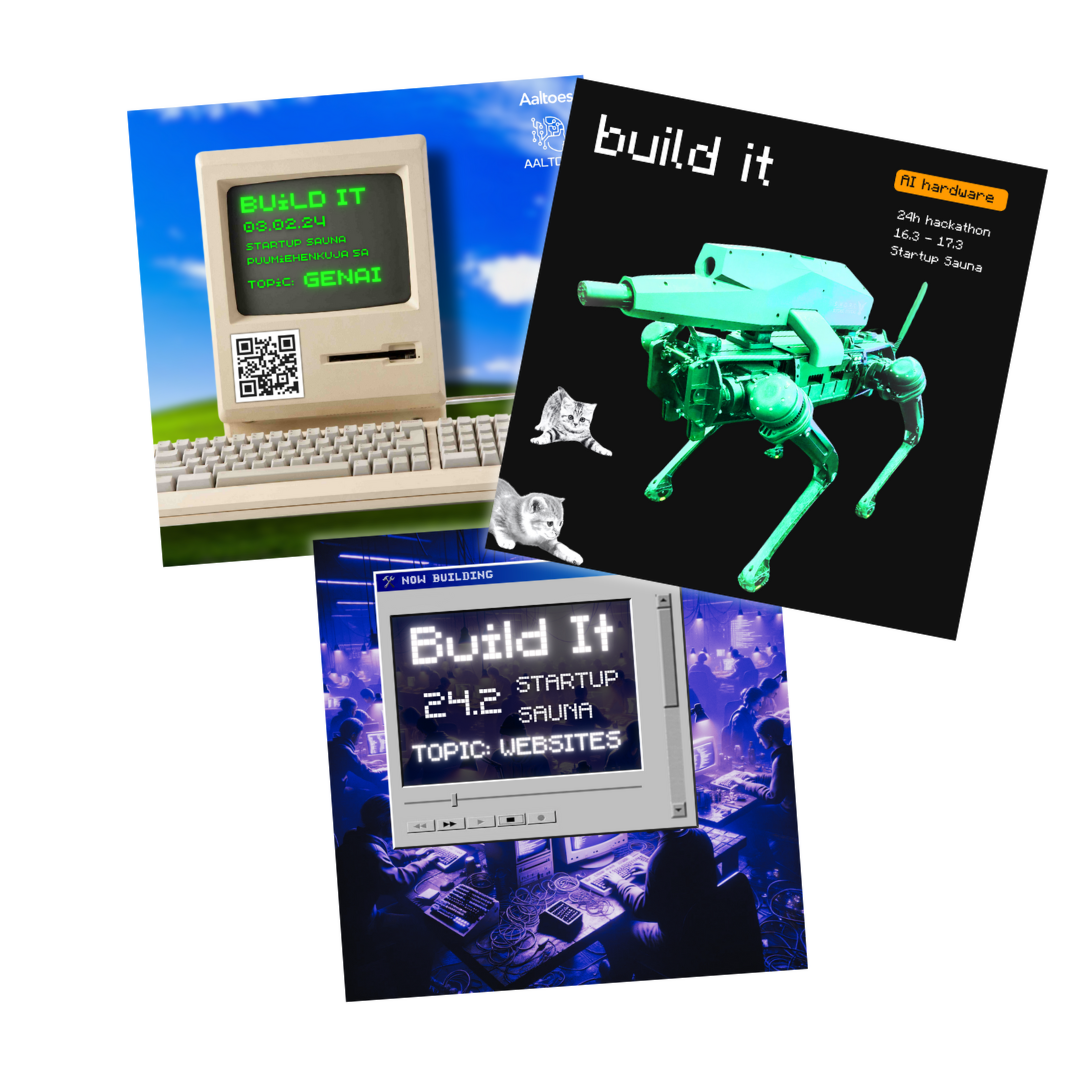 Aaltoes
BUiLD IT
03.02.24
STARTUP SAUNA
PUUMiEHENKUJA 5A
TOPiC: GENAI
build it
AI hardware
24h hackathon
16.3 – 17.3
Startup Sauna
NOW BUILDING
Build It
24.2 STARTUP
SAUNA
TOPIC: WEBSITES